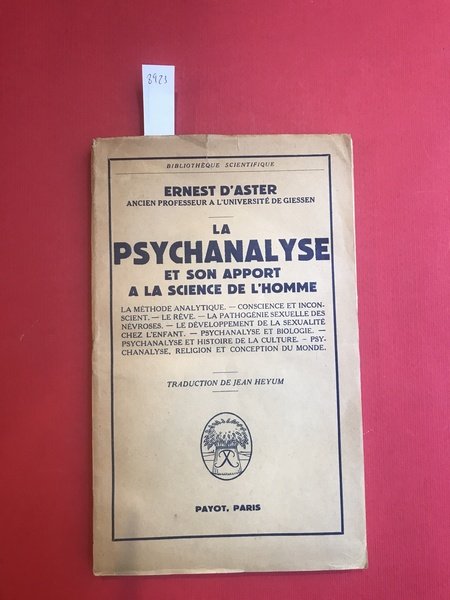 8923
BIBLIOTHÈQUE SCIENTIFIQUE
ERNEST D'ASTER
ANCIEN PROFESSEUR A L'UNIVERSITÉ DE GIESSEN
LA
PSYCHANALYSE
ET SON APPORT
A LA SCIENCE DE L'HOMME
LA MÉTHODE ANALYTIQUE. — CONSCIENCE ET INCON-
SCIENT. — LE RÊVE. — LA PATHOGÉNIE SEXUELLE DES
NÉVROSES. — LE DÉVELOPPEMENT DE LA SEXUALITÉ
CHEZ L'ENFANT. — PSYCHANALYSE ET BIOLOGIE. —
PSYCHANALYSE ET HISTOIRE DE LA CULTURE. — PSY-
CHANALYSE, RELIGION ET CONCEPTION DU MONDE.
TRADUCTION DE JEAN HEYUM
PAYOT, PARIS